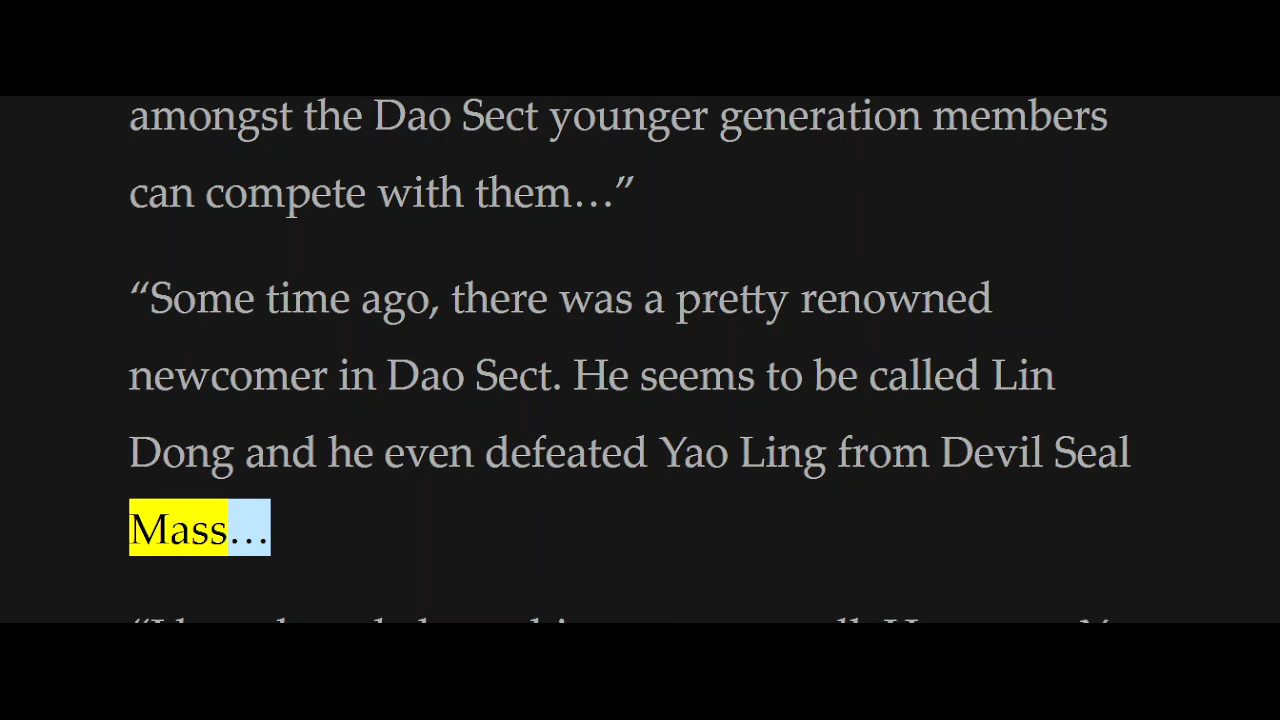 amongst the Dao Sect younger generation members
can compete with them…”
“Some time ago, there was a pretty renowned
newcomer in Dao Sect. He seems to be called Lin
Dong and he even defeated Yao Ling from Devil Seal
Mass…